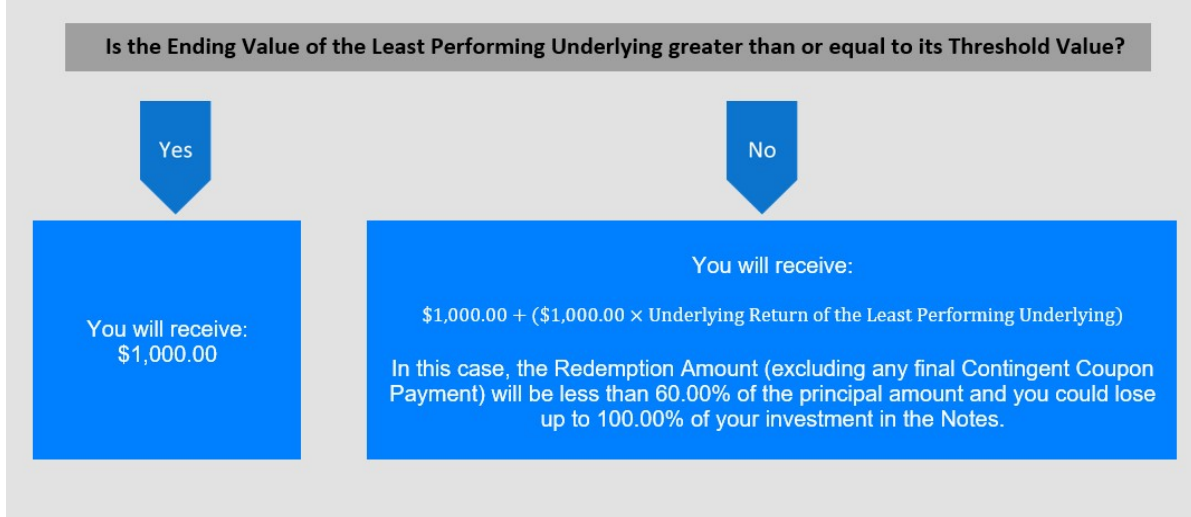 Is the Ending Value of the Least Performing Underlying greater than or equal to its Threshold Value?
Yes
No
You will receive:
$1,000.00
You will receive:
$1,000.00 + ($1,000.00 × Underlying Return of the Least Performing Underlying)
In this case, the Redemption Amount (excluding any final Contingent Coupon
Payment) will be less than 60.00% of the principal amount and you could lose
up to 100.00% of your investment in the Notes.